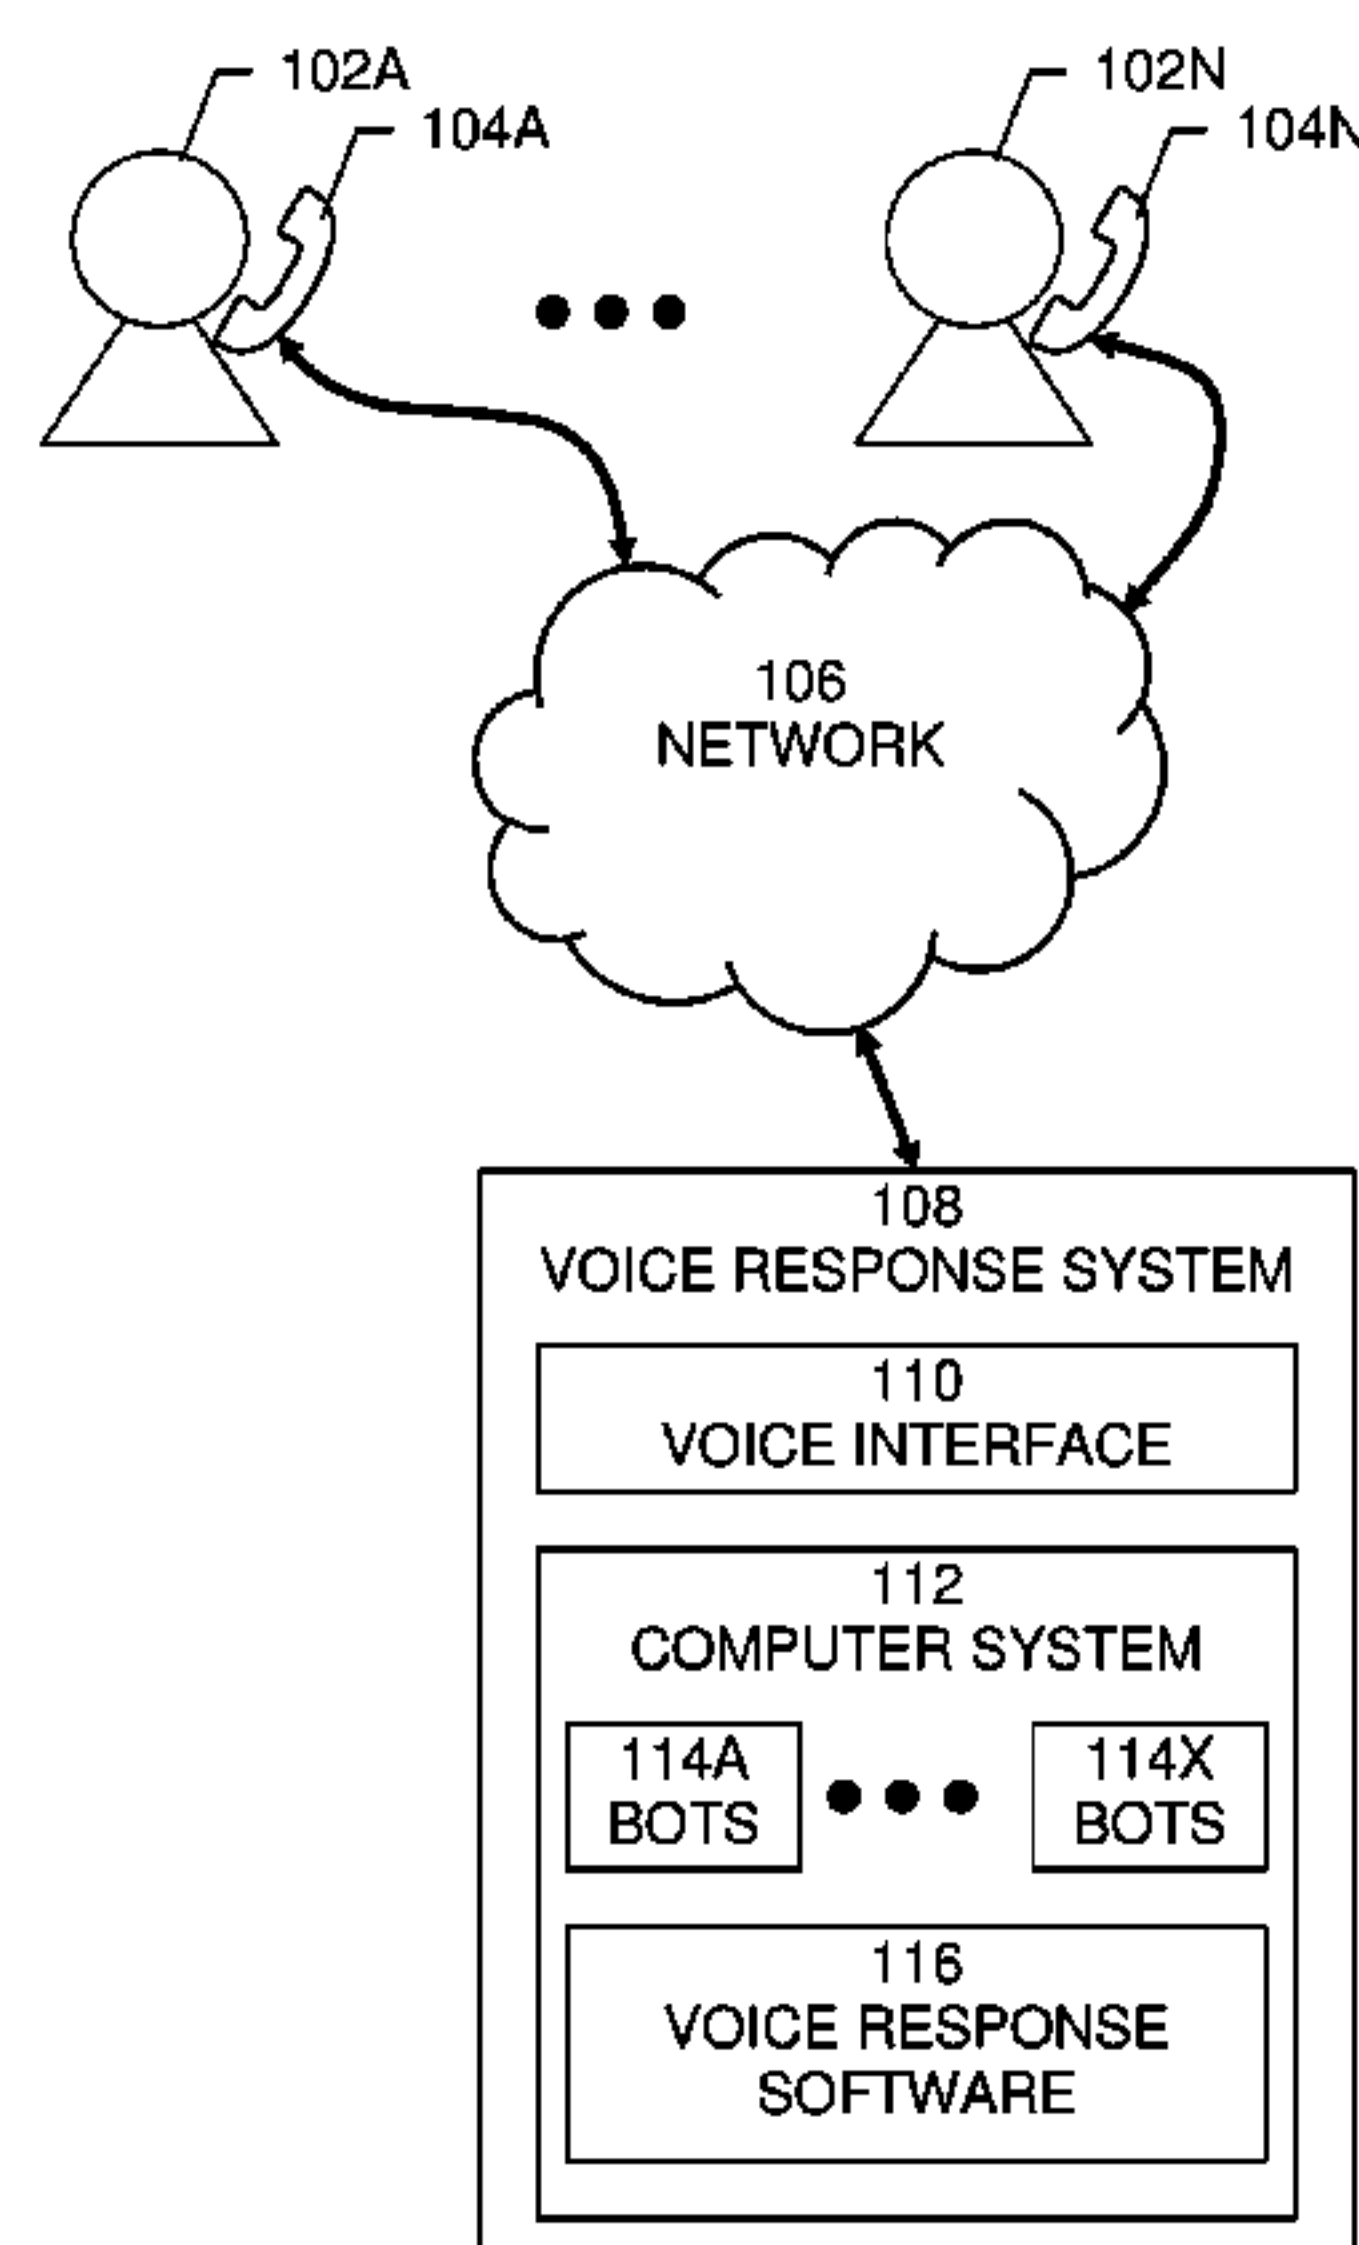 102A
104A
102N
104N
106
NETWORK
108
VOICE RESPONSE SYSTEM
110
VOICE INTERFACE
112
COMPUTER SYSTEM
114A
BOTS
114X
BOTS
116
VOICE RESPONSE
SOFTWARE